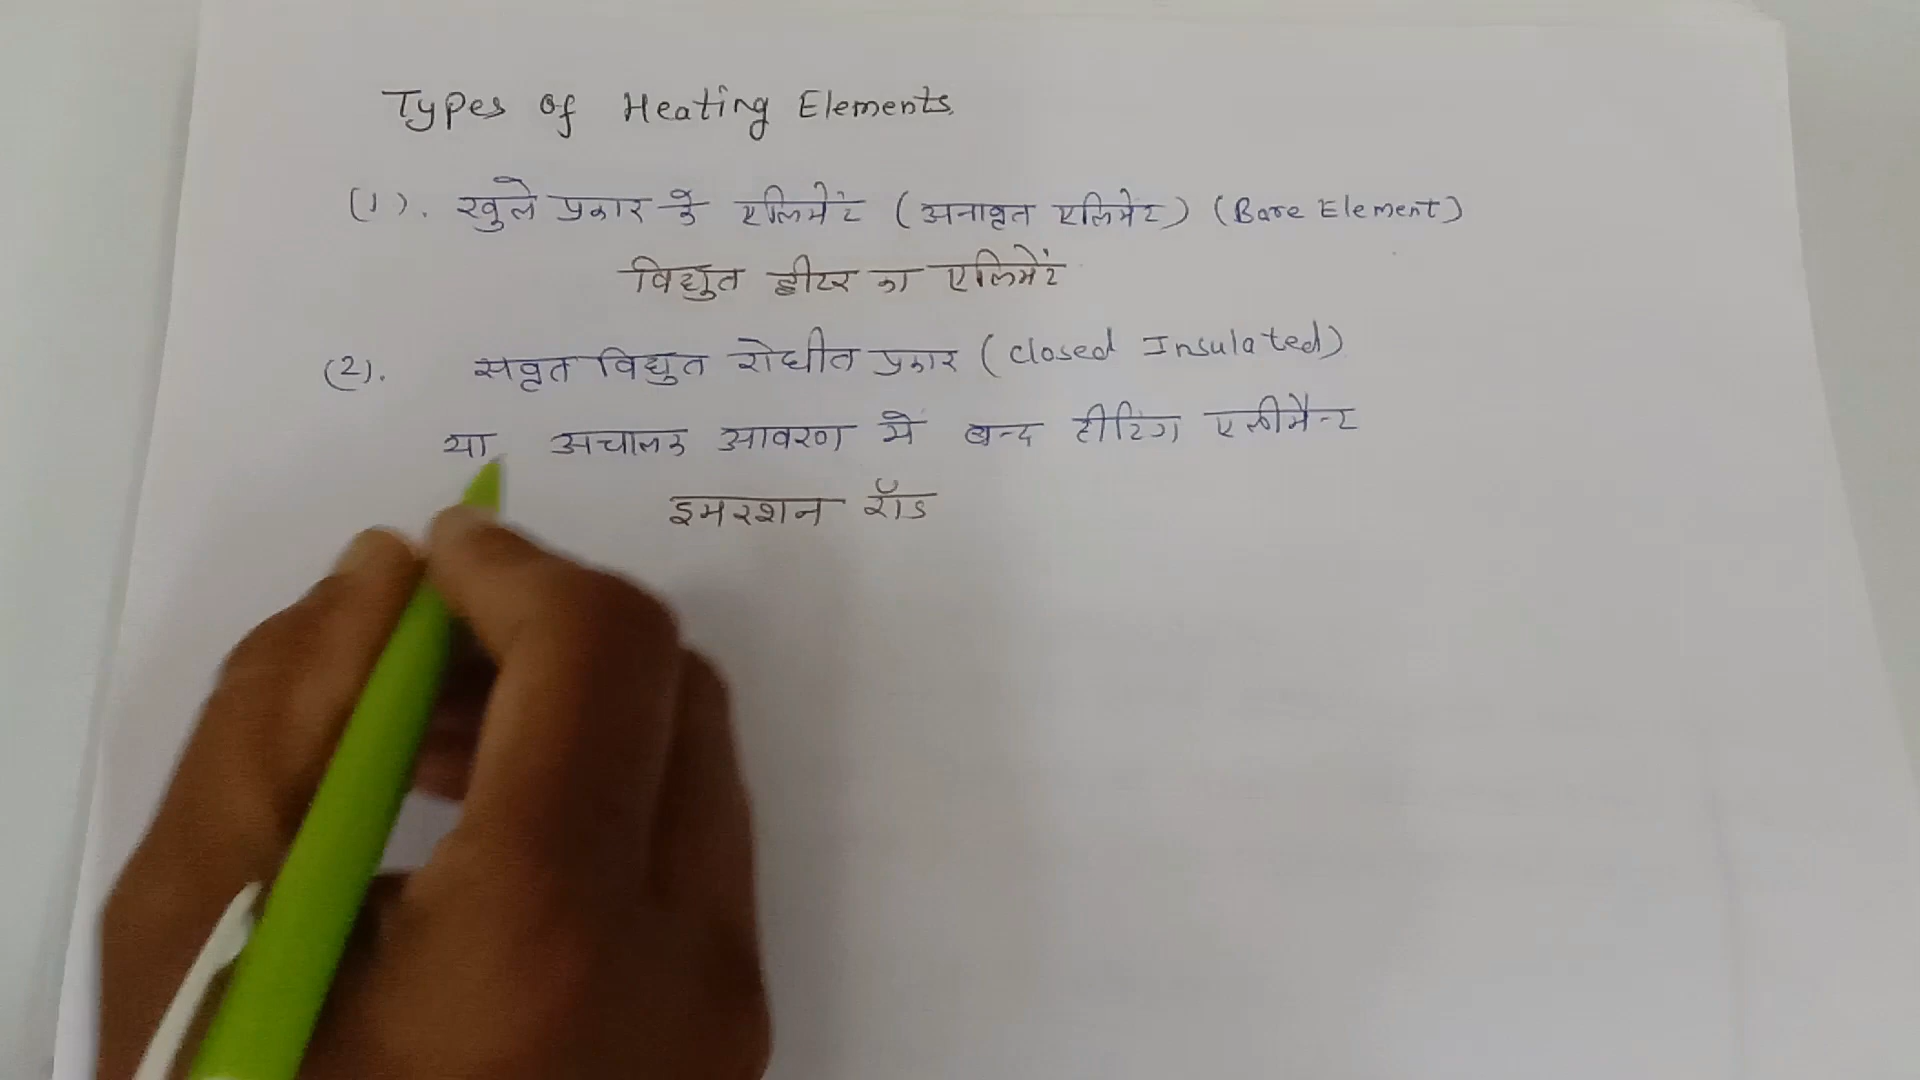 Types of Heating Elements.
(1). खुले प्रकार के एलिमेंट (अनावृत एलिमेंट) (Bare Element)
विद्युत हीटर का एलिमेंट
(2). सवृत विद्युत रोधीत प्रकार (Closed Insulated)
या अचालक आवरण में बन्द हीटिंग एलीमैन्ट
इमरशन रॉड